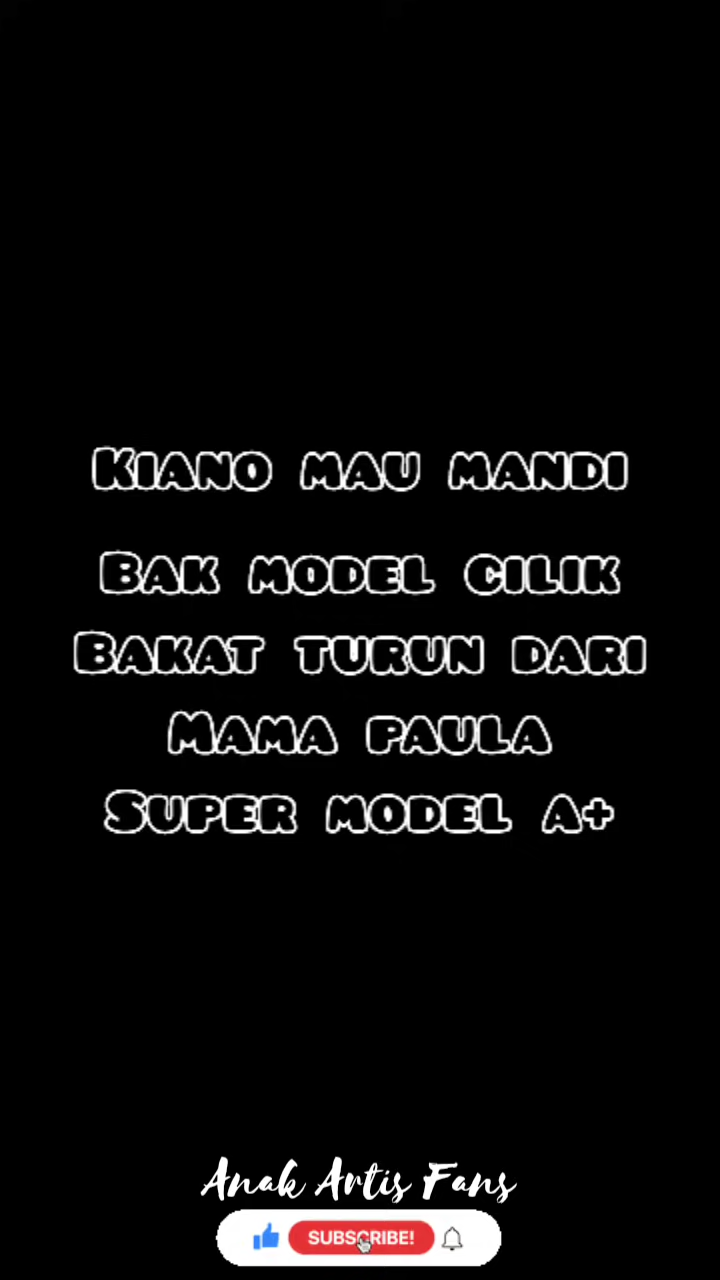 Kiano mau mandi
Bak model cilik
Bakat turun dari
Mama paula
Super model a+
Anak Artis Fans
SUBSCRIBE!